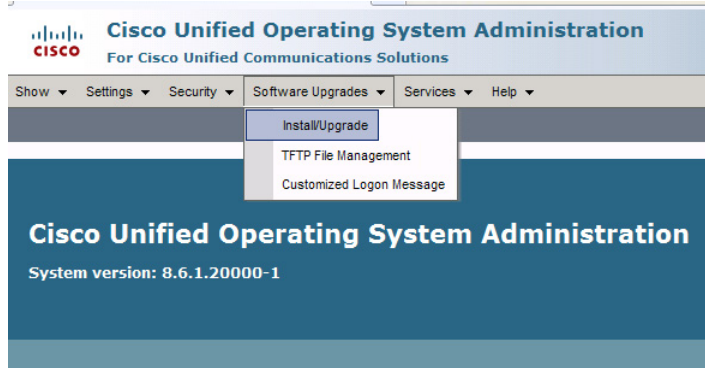 Cisco Unified Operating System Administration
CISCO For Cisco Unified Communications Solutions
Show Settings Security Software Upgrades Services Help
Install/Upgrade
TFTP File Management
Customized Logon Message
Cisco Unified Operating System Administration
System version: 8.6.1.20000-1